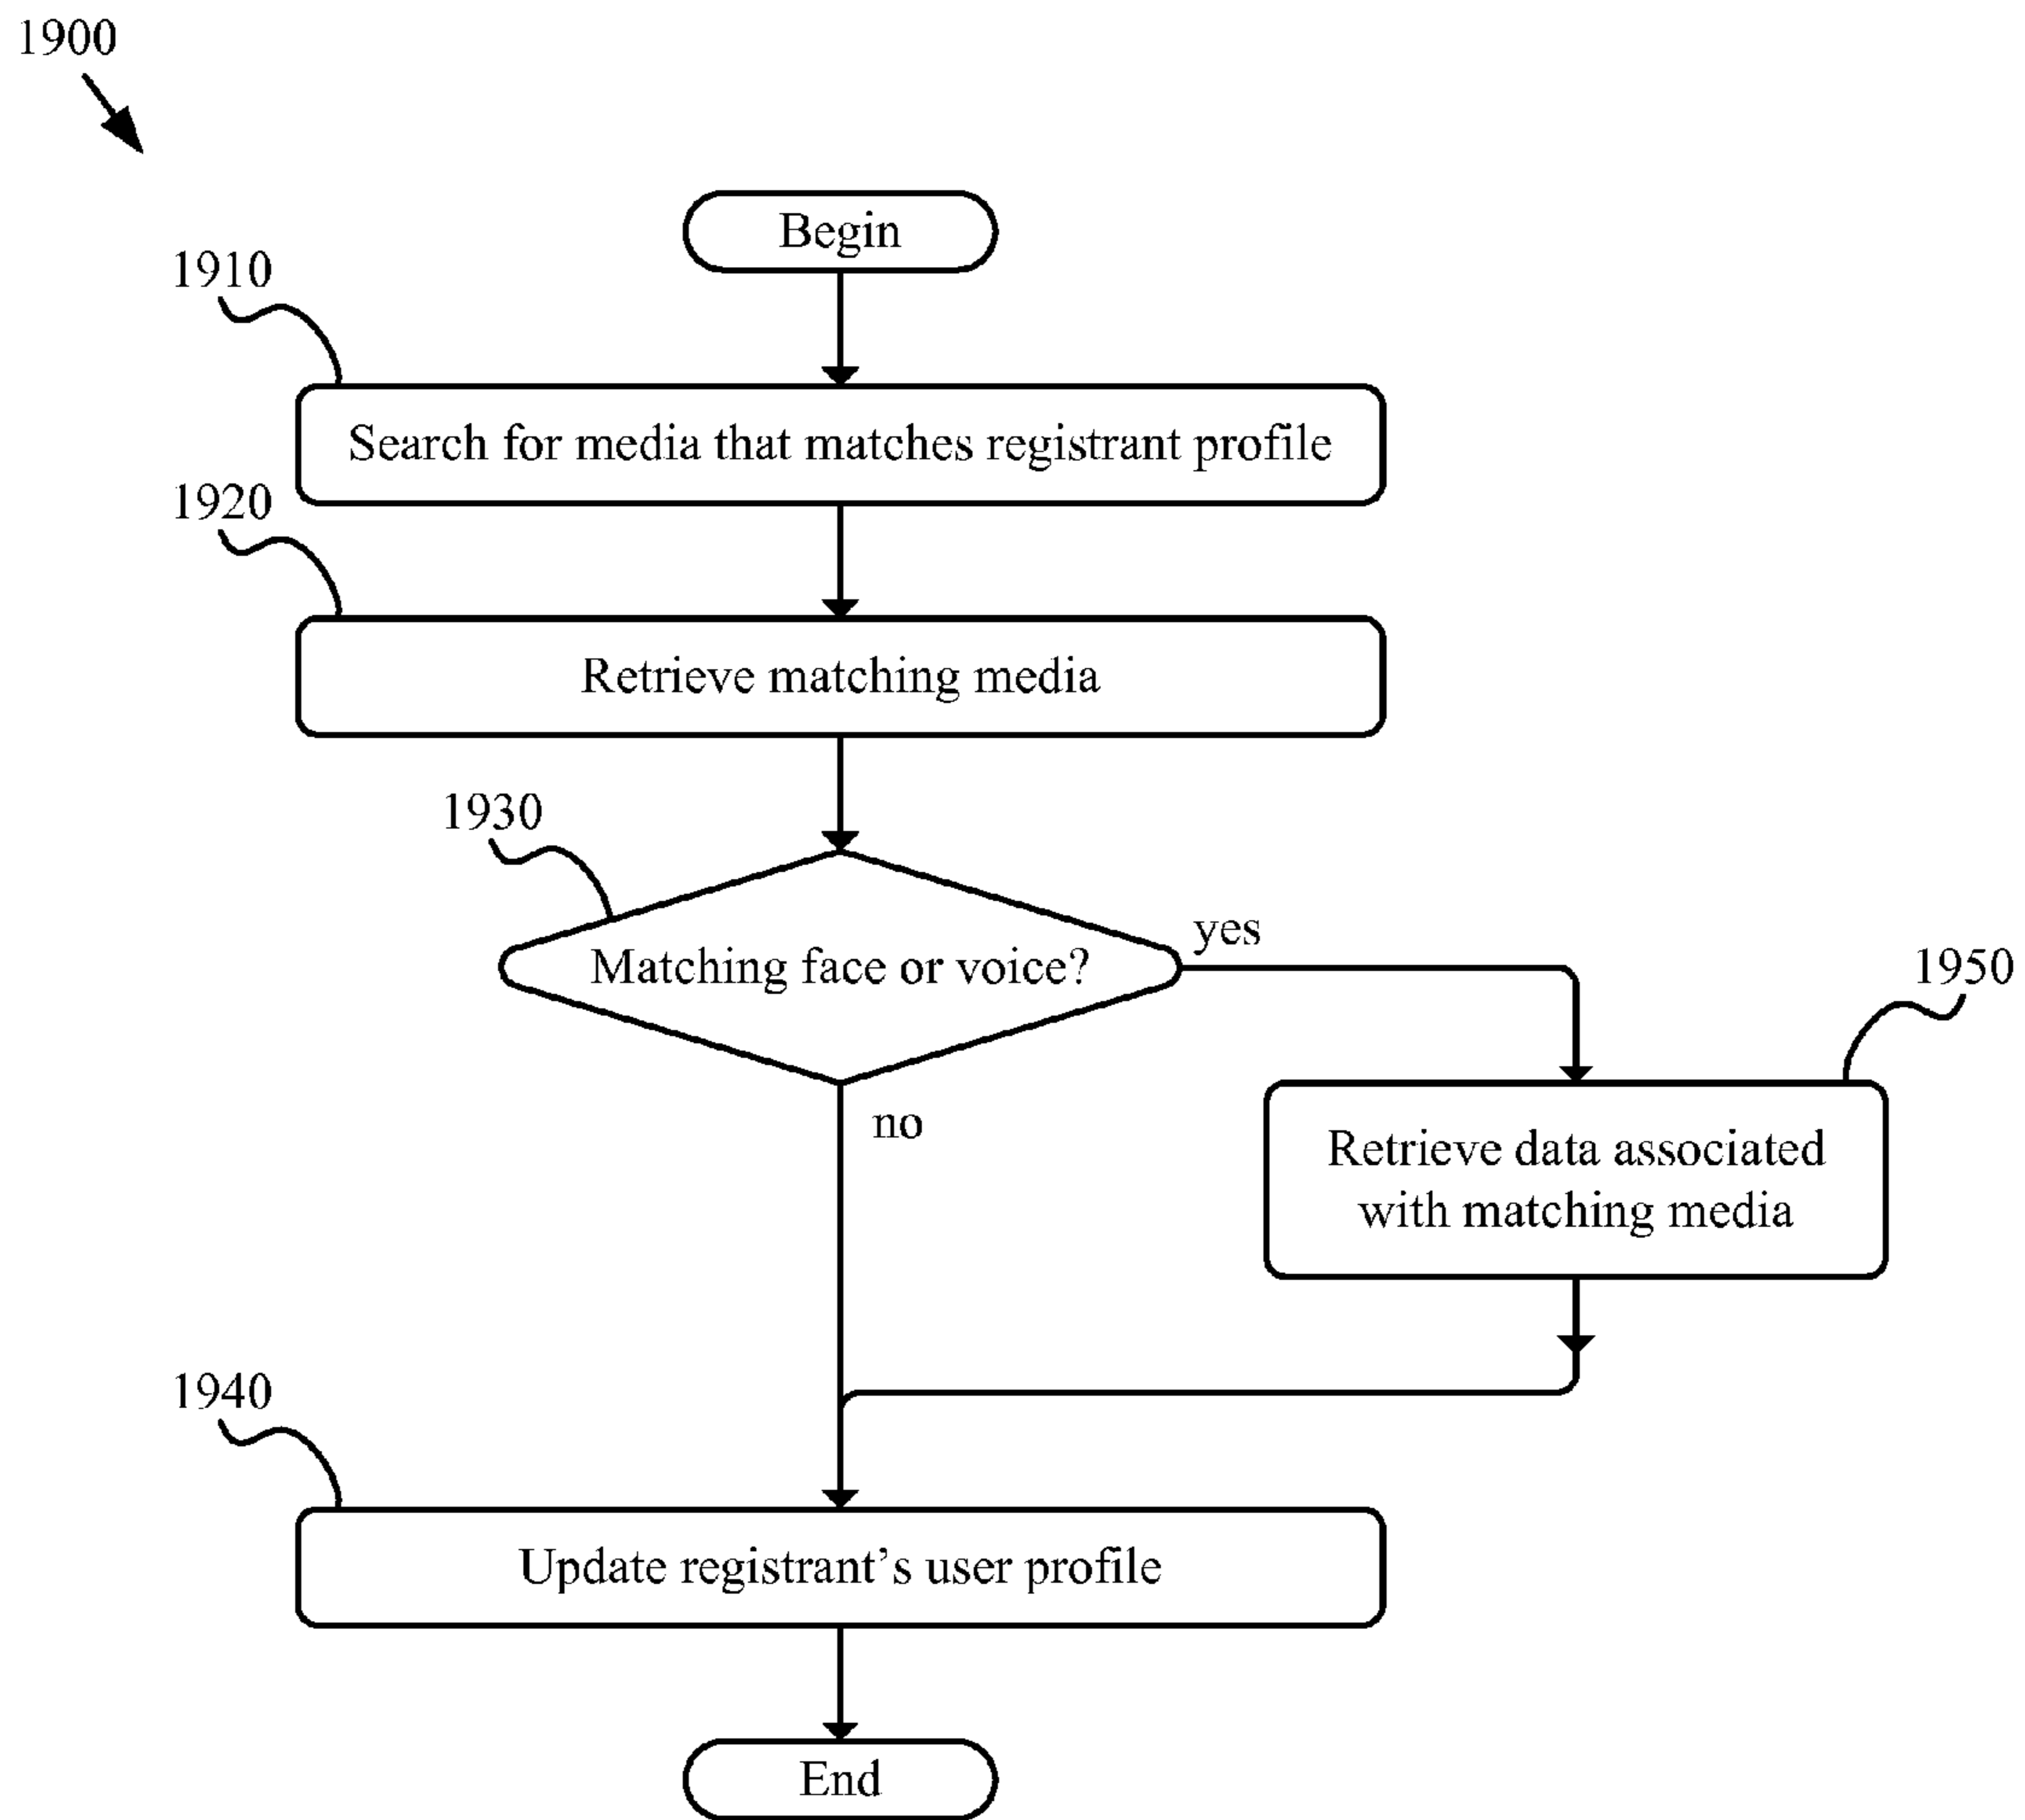 1900
Begin
1910
Search for media that matches registrant profile
1920
Retrieve matching media
1930
Matching face or voice?
yes
1950
no
Retrieve data associated
with matching media
1940
Update registrant’s user profile
End